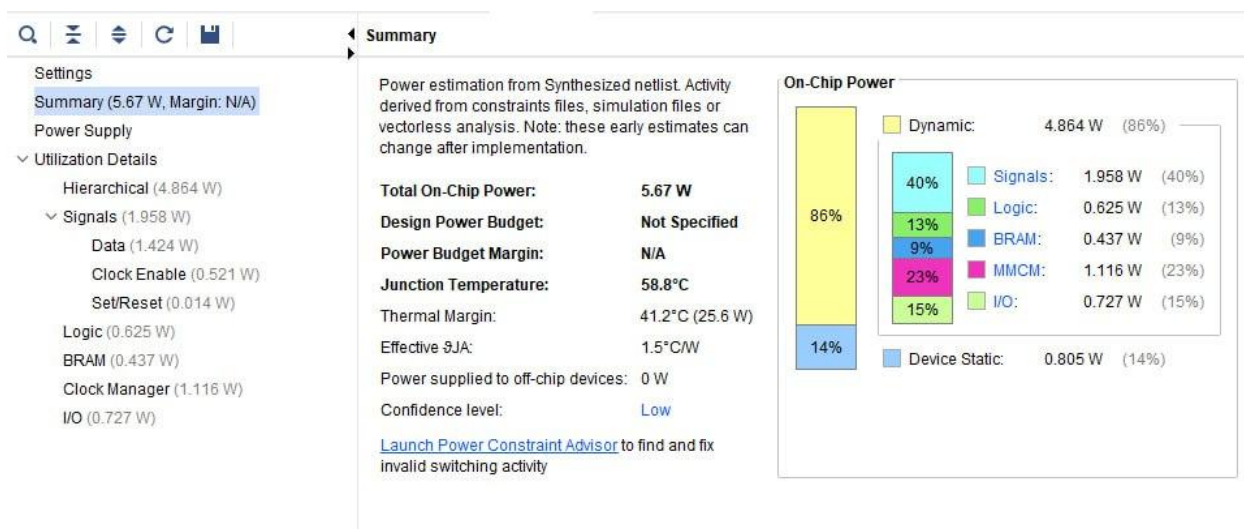 Summary
Settings
Summary (5.67 W, Margin: N/A)
Power Supply
Utilization Details
Hierarchical (4.864 W)
Signals (1.958 W)
Data (1.424 W)
Clock Enable (0.521 W)
Set/Reset (0.014 W)
Logic (0.625 W)
BRAM (0.437 W)
Clock Manager (1.116 W)
I/O (0.727 W)
Power estimation from Synthesized netlist. Activity
derived from constraints files, simulation files or
vectorless analysis. Note: these early estimates can
change after implementation.
Total On-Chip Power: 5.67 W
Design Power Budget: Not Specified
Power Budget Margin: N/A
Junction Temperature: 58.8°C
Thermal Margin: 41.2°C (25.6 W)
Effective ϑJA: 1.5°C/W
Power supplied to off-chip devices: 0 W
Confidence level: Low
Launch Power Constraint Advisor to find and fix
invalid switching activity
On-Chip Power
86%
14%
Dynamic: 4.864 W (86%)
40% Signals: 1.958 W (40%)
13% Logic: 0.625 W (13%)
9% BRAM: 0.437 W (9%)
23% MMCM: 1.116 W (23%)
15% I/O: 0.727 W (15%)
Device Static: 0.805 W (14%)